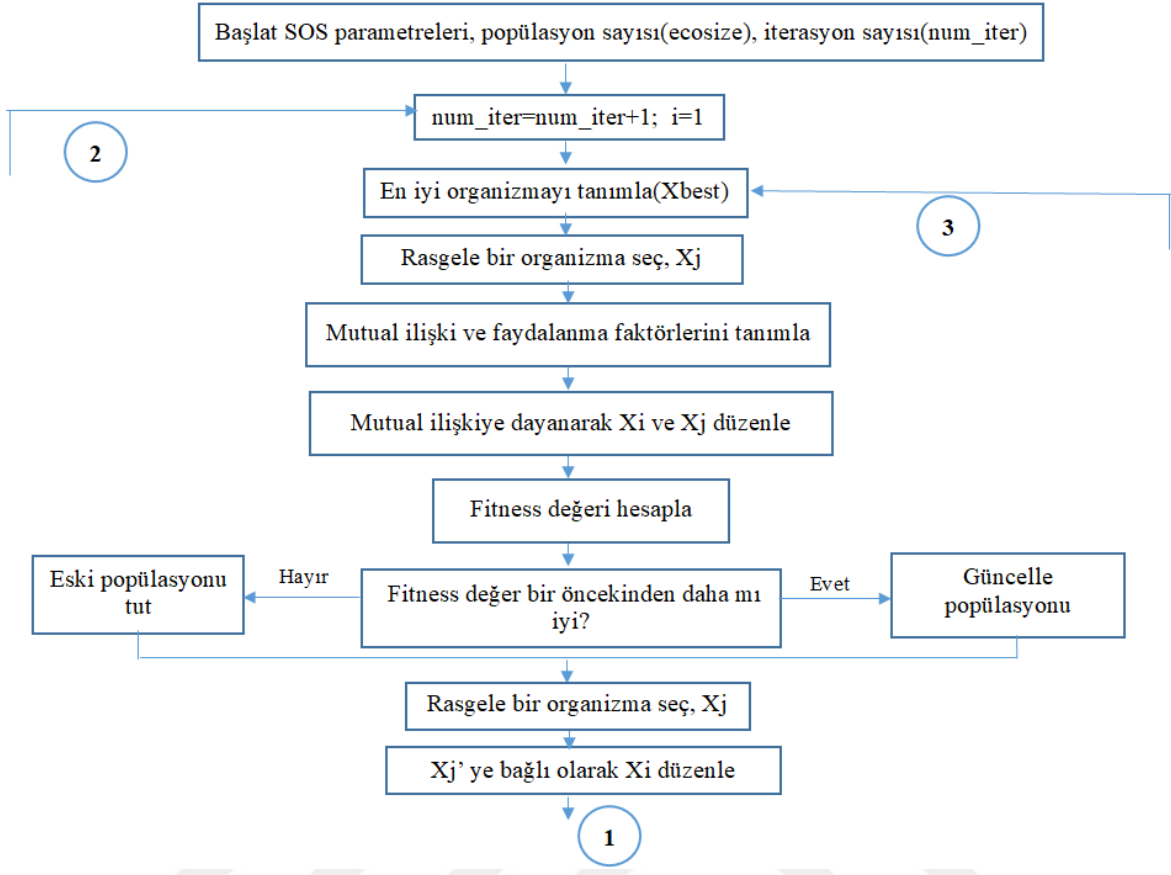 Başlat SOS parametreleri, popülasyon sayısı(ecosize), iterasyon sayısı(num_iter)
num_iter=num_iter+1; i=1
2
En iyi organizmayı tanımla(Xbest)
3
Rasgele bir organizma seç, Xj
Mutual ilişki ve faydalanma faktörlerini tanımla
Mutual ilişkiye dayanarak Xi ve Xj düzenle
Fitness değeri hesapla
Eski popülasyonu
tut
Hayır
Fitness değer bir öncekinden daha mı
iyi?
Evet
Güncelle
popülasyonu
Rasgele bir organizma seç, Xj
Xj’ ye bağlı olarak Xi düzenle
1